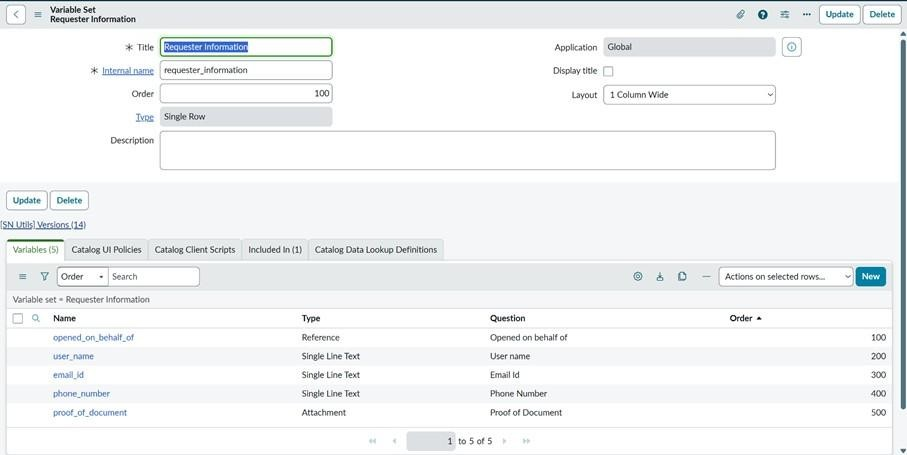 Variable Set
Requester Information
Update
Delete
Title
Requester Information
Application
Global
Internal name
requester_information
Display title
Order
100
Layout
1 Column Wide
Type
Single Row
Description
Update
Delete
[SN Utils] Versions (14)
Variables (5)
Catalog UI Policies
Catalog Client Scripts
Included In (1)
Catalog Data Lookup Definitions
Order
Search
Actions on selected rows...
New
Variable set = Requester Information
Name Type Question Order
opened_on_behalf_of Reference Opened on behalf of 100
user_name Single Line Text User name 200
email_id Single Line Text Email Id 300
phone_number Single Line Text Phone Number 400
proof_of_document Attachment Proof of Document 500
1 to 5 of 5